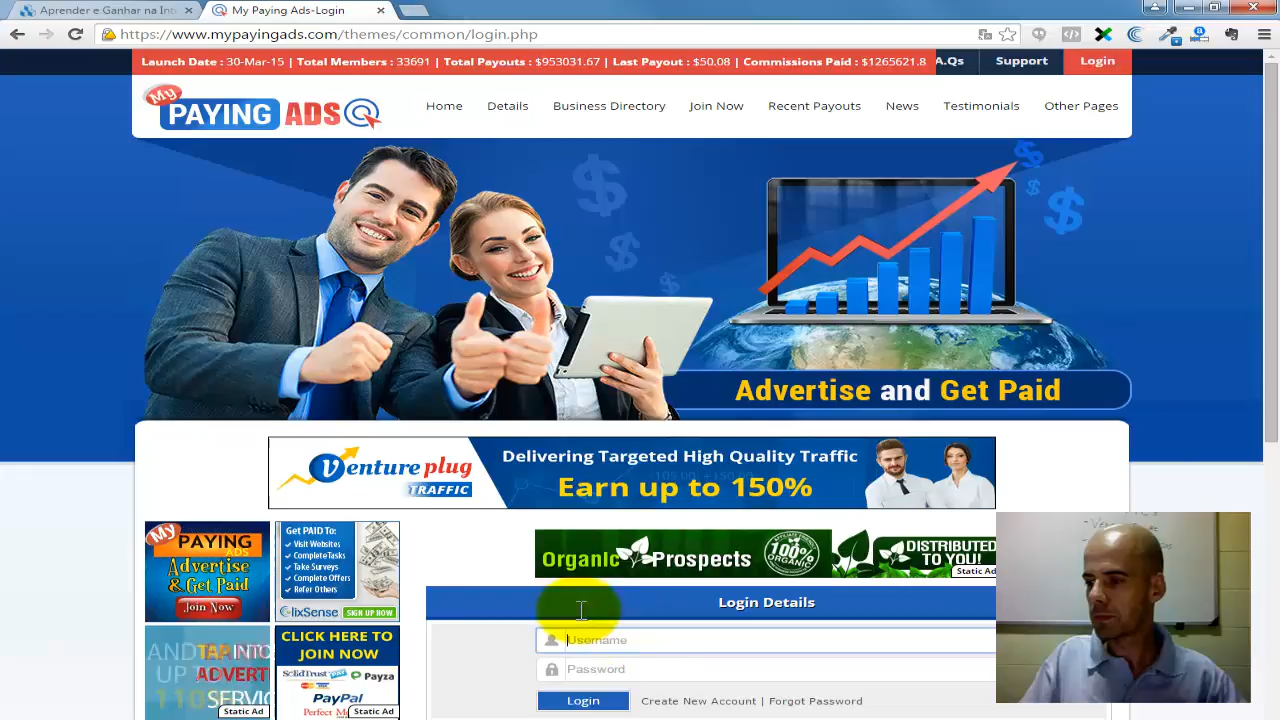 Aprender e Ganhar na Int
My Paying Ads-Login
https://www.mypayingads.com/themes/common/login.php
Launch Date : 30-Mar-15 | Total Members : 33691 | Total Payouts : $953031.67 | Last Payout : $50.08 | Commissions Paid : $1265621.8
A.Qs
Support
Login
My
PAYING ADS
Home
Details
Business Directory
Join Now
Recent Payouts
News
Testimonials
Other Pages
Advertise and Get Paid
Venture plug
TRAFFIC
Delivering Targeted High Quality Traffic
Earn up to 150%
My
PAYING
ADS
Advertise
& Get Paid
Join Now
Get PAID To:
Visit Websites
Complete Tasks
Take Surveys
Complete Offers
Refer Others
ClixSense
SIGN UP NOW
Organic Prospects
100%
ORGANIC
DISTRIBUTED
TO YOU!
Static Ad
Login Details
Username
Password
Login
Create New Account | Forgot Password
AND
UP TO
110
SERVIC
Static Ad
CLICK HERE TO
JOIN NOW
SolidTrust
Payza
PayPal
Perfect M
Static Ad